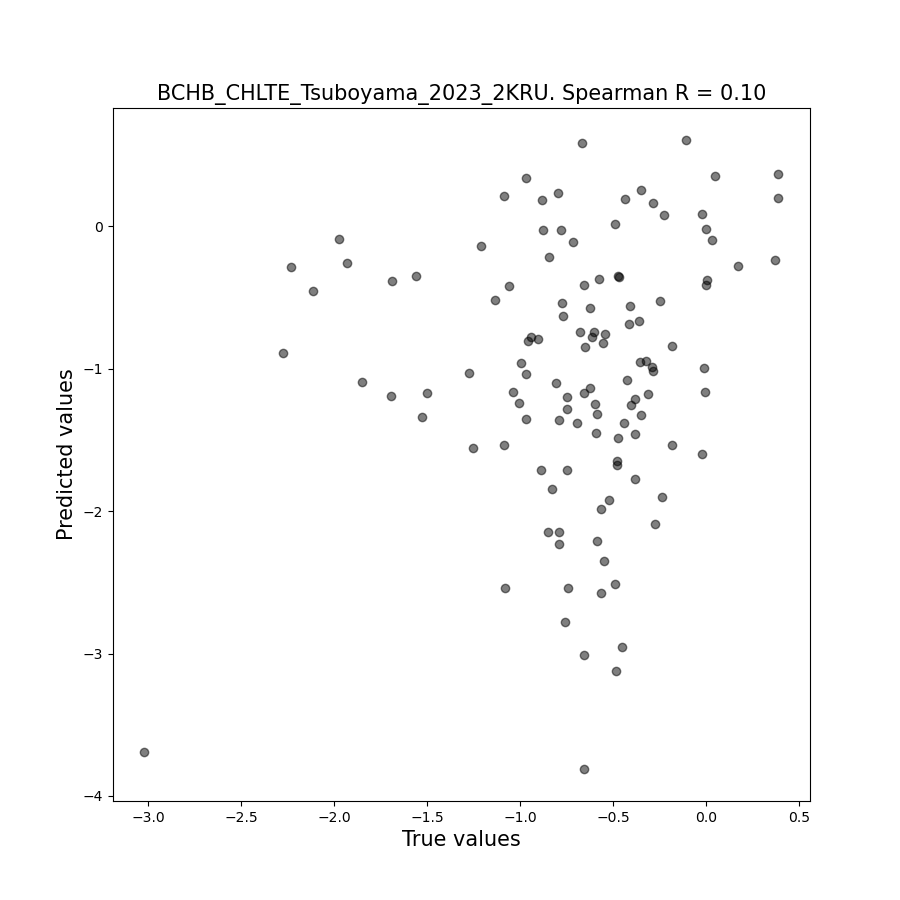 BCHB_CHLTE_Tsuboyama_2023_2KRU. Spearman R = 0.10
Predicted values
0
−1
−2
−3
−4
−3.0 −2.5 −2.0 −1.5 −1.0 −0.5 0.0 0.5
True values